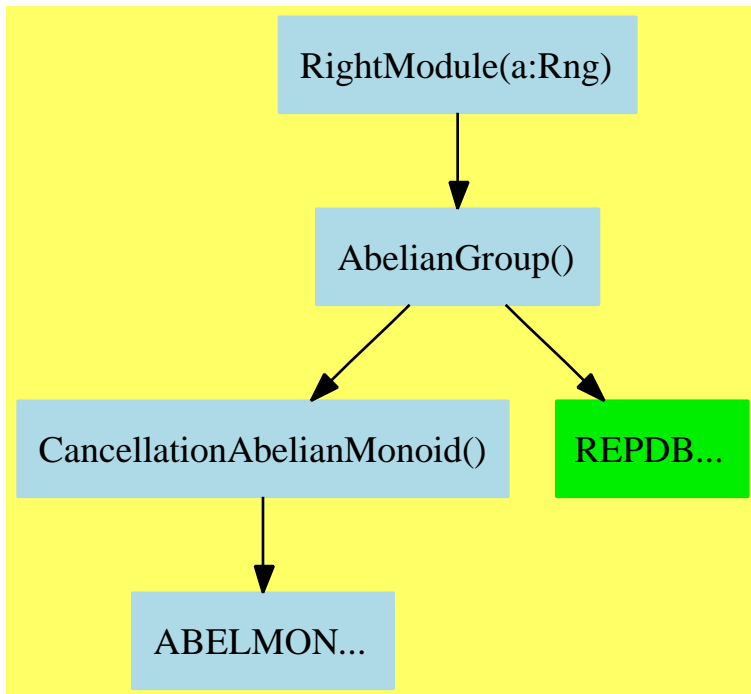 RightModule(a:Rng)
AbelianGroup()
CancellationAbelianMonoid()
REPDB...
ABELMON...